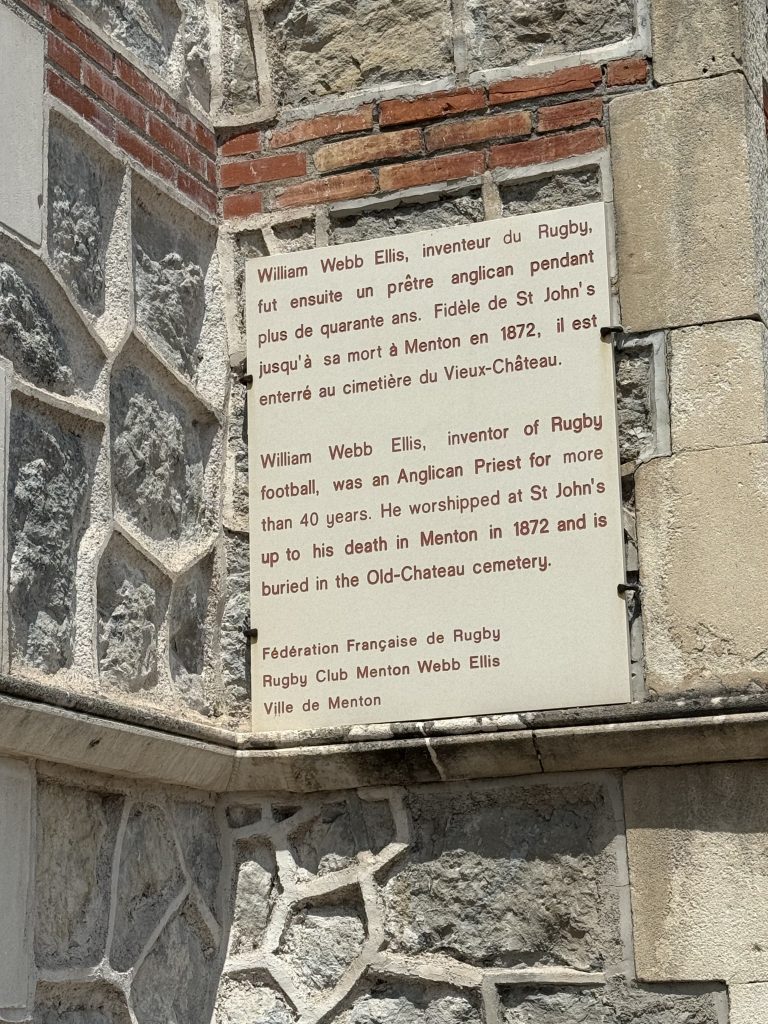 William Webb Ellis, inventeur du Rugby,
fut ensuite un prêtre anglican pendant
plus de quarante ans. Fidèle de St John's
jusqu'à sa mort à Menton en 1872, il est
enterré au cimetière du Vieux-Château.
William Webb Ellis, inventor of Rugby
football, was an Anglican Priest for more
than 40 years. He worshipped at St John's
up to his death in Menton in 1872 and is
buried in the Old-Chateau cemetery.
Fédération Française de Rugby
Rugby Club Menton Webb Ellis
Ville de Menton